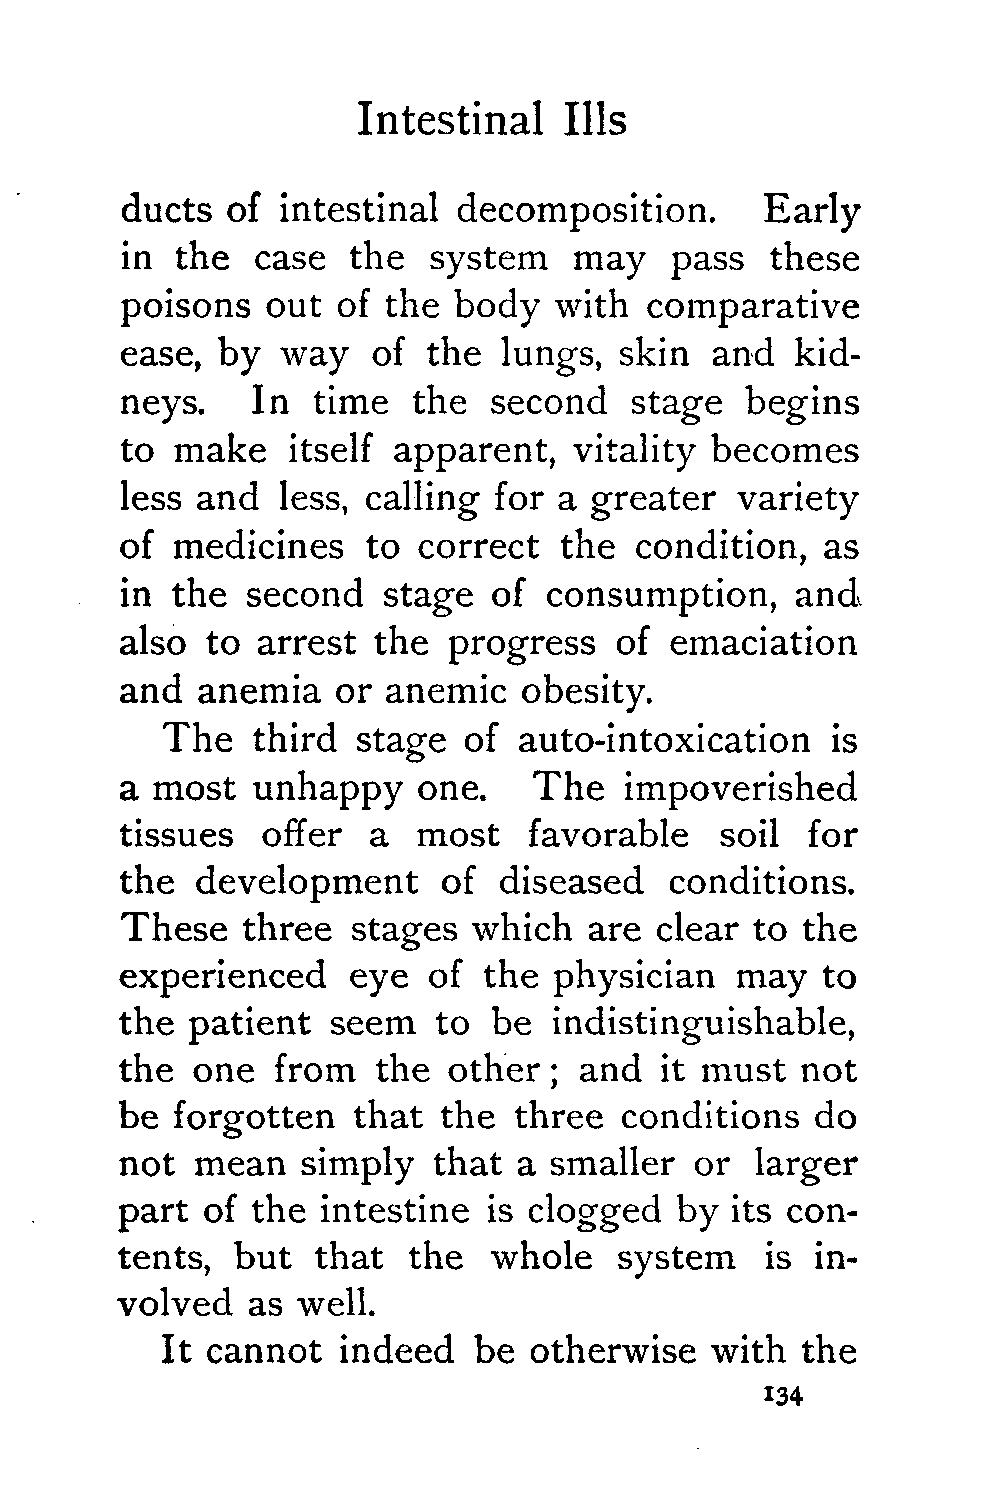 Intestinal Ills
ducts of intestinal decomposition. Early
in the case the system may pass these
poisons out of the body with comparative
ease, by way of the lungs, skin and kid-
neys. In time the second stage begins
to make itself apparent, vitality becomes
less and less, calling for a greater variety
of medicines to correct the condition, as
in the second stage of consumption, and
also to arrest the progress of emaciation
and anemia or anemic obesity.
The third stage of auto-intoxication is
a most unhappy one. The impoverished
tissues offer a most favorable soil for
the development of diseased conditions.
These three stages which are clear to the
experienced eye of the physician may to
the patient seem to be indistinguishable,
the one from the other; and it must not
be forgotten that the three conditions do
not mean simply that a smaller or larger
part of the intestine is clogged by its con-
tents, but that the whole system is in-
volved as well.
It cannot indeed be otherwise with the
134